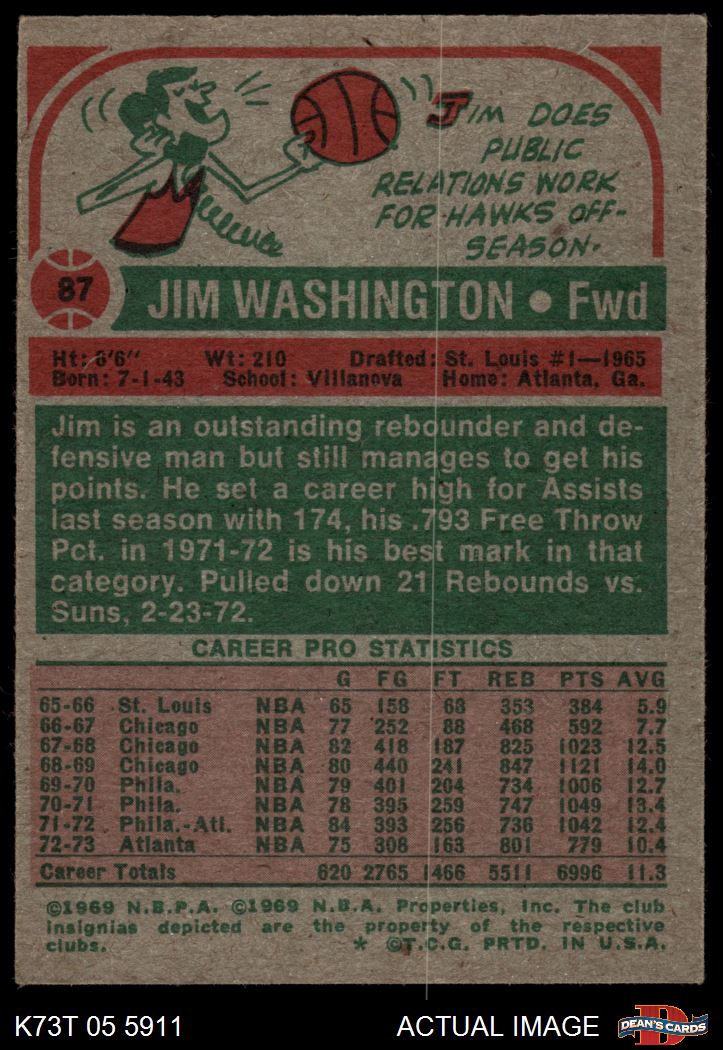 JIM DOES
PUBLIC
RELATIONS WORK
FOR HAWKS OFF-
SEASON.
87
JIM WASHINGTON • Fwd
Ht: 6'6" Wt: 210 Drafted: St. Louis #1—1965
Born: 7-1-43 School: Villanova Home: Atlanta, Ga.
Jim is an outstanding rebounder and de-
fensive man but still manages to get his
points. He set a career high for Assists
last season with 174, his .793 Free Throw
Pct. in 1971-72 is his best mark in that
category. Pulled down 21 Rebounds vs.
Suns, 2-23-72.
CAREER PRO STATISTICS
G FG FT REB PTS AVG
65-66 St. Louis NBA 65 158 68 353 384 5.9
66-67 Chicago NBA 77 252 88 468 592 7.7
67-68 Chicago NBA 82 418 187 825 1023 12.5
68-69 Chicago NBA 80 440 241 847 1121 14.0
69-70 Phila. NBA 79 401 204 734 1006 12.7
70-71 Phila. NBA 78 395 259 747 1049 13.4
71-72 Phila.-Atl. NBA 84 393 256 736 1042 12.4
72-73 Atlanta NBA 75 308 163 801 779 10.4
Career Totals 620 2765 1466 5511 6996 11.3
©1969 N.B.P.A. ©1969 N.B.A. Properties, Inc. The club
insignias depicted are the property of the respective
clubs. * ©T.C.G. PRTD. IN U.S.A.
K73T 05 5911 ACTUAL IMAGE D DEAN'S CARDS